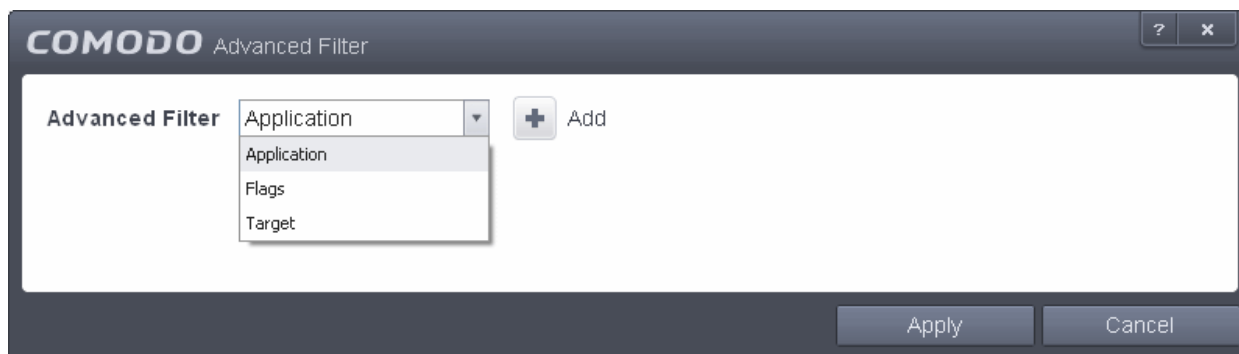 COMODO Advanced Filter ? x
Advanced Filter Application + Add
Application
Flags
Target
Apply Cancel